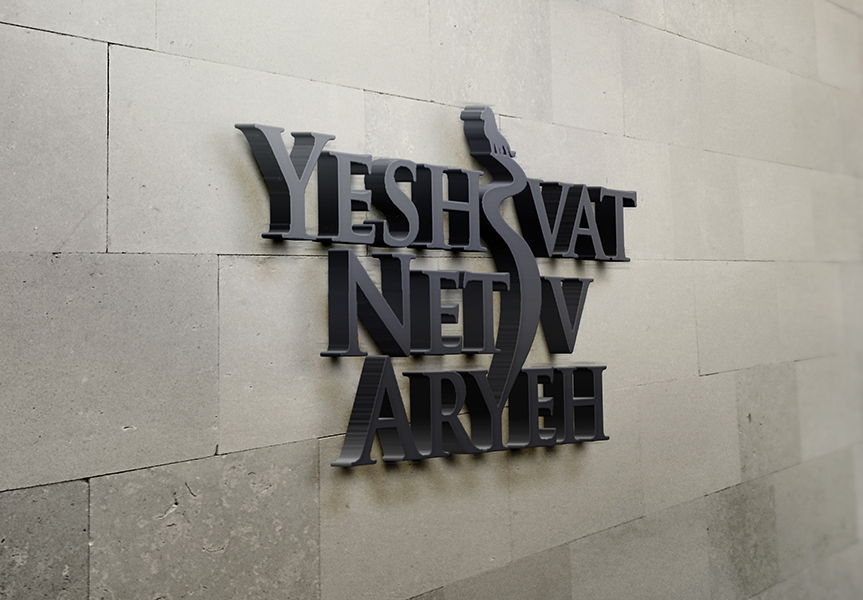 YESHIVAT
NETIV
ARYEH